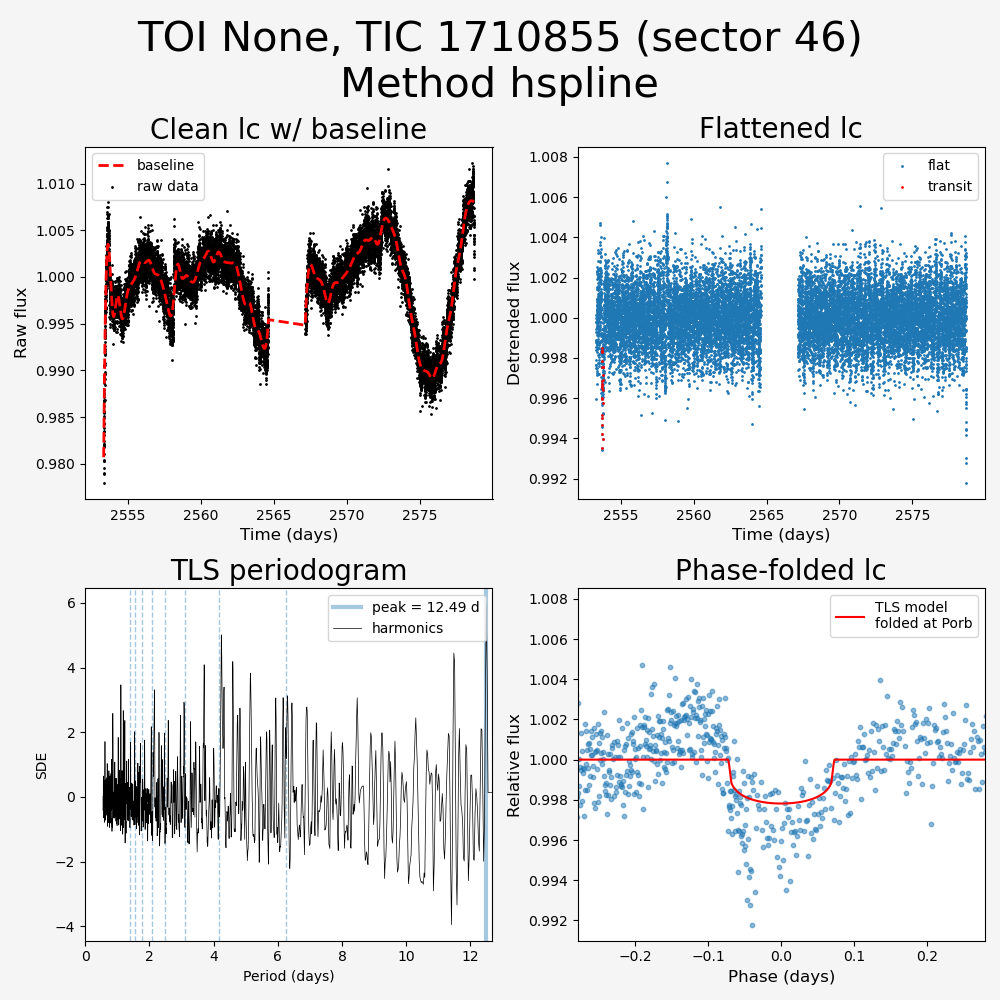 TOI None, TIC 1710855 (sector 46)
Method hspline
Clean lc w/ baseline
baseline
raw data
1.010
1.005
1.000
0.995
0.990
0.985
0.980
Raw flux
2555 2560 2565 2570 2575
Time (days)
Flattened lc
flat
transit
1.008
1.006
1.004
1.002
1.000
0.998
0.996
0.994
0.992
Detrended flux
2555 2560 2565 2570 2575
Time (days)
TLS periodogram
peak = 12.49 d
harmonics
6
4
2
0
−2
−4
SDE
0 2 4 6 8 10 12
Period (days)
Phase-folded lc
TLS model
folded at Porb
1.008
1.006
1.004
1.002
1.000
0.998
0.996
0.994
0.992
Relative flux
−0.2 −0.1 0.0 0.1 0.2
Phase (days)